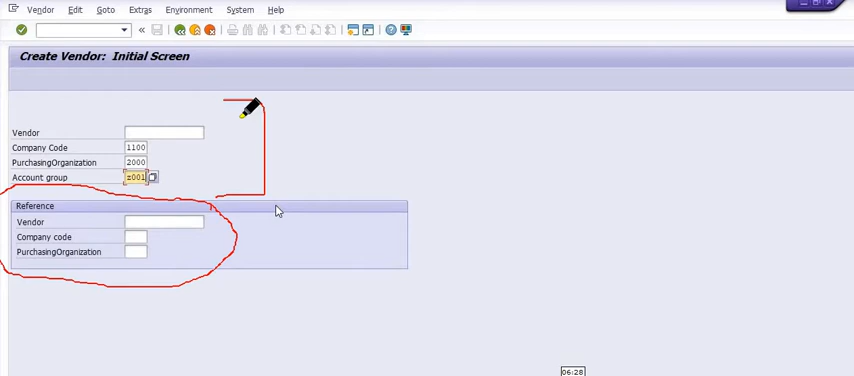 Vendor Edit Goto Extras Environment System Help
Create Vendor: Initial Screen
Vendor
Company Code 1100
PurchasingOrganization 2000
Account group z001
Reference
Vendor
Company code
PurchasingOrganization
06:28